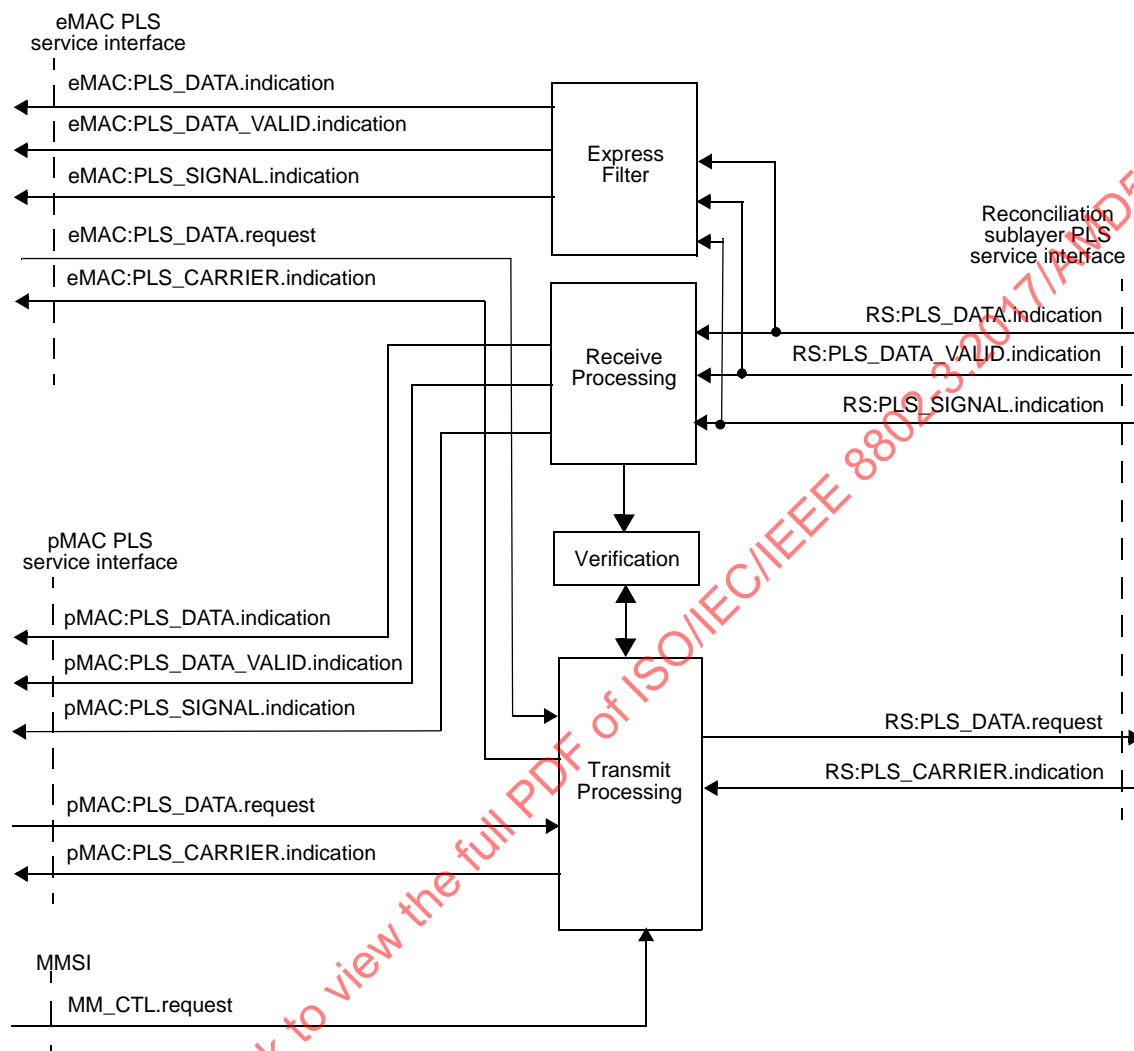 eMAC PLS
service interface
eMAC:PLS_DATA.indication
eMAC:PLS_DATA_VALID.indication
eMAC:PLS_SIGNAL.indication
eMAC:PLS_DATA.request
eMAC:PLS_CARRIER.indication
Express
Filter
Reconciliation
sublayer PLS
service interface
RS:PLS_DATA.indication
RS:PLS_DATA_VALID.indication
RS:PLS_SIGNAL.indication
Receive
Processing
Verification
pMAC PLS
service interface
pMAC:PLS_DATA.indication
pMAC:PLS_DATA_VALID.indication
pMAC:PLS_SIGNAL.indication
pMAC:PLS_DATA.request
pMAC:PLS_CARRIER.indication
Transmit
Processing
RS:PLS_DATA.request
RS:PLS_CARRIER.indication
MMSI
MM_CTL.request
to view the full PDF of ISO/IEC/IEEE 8802-3:2017/AMD5